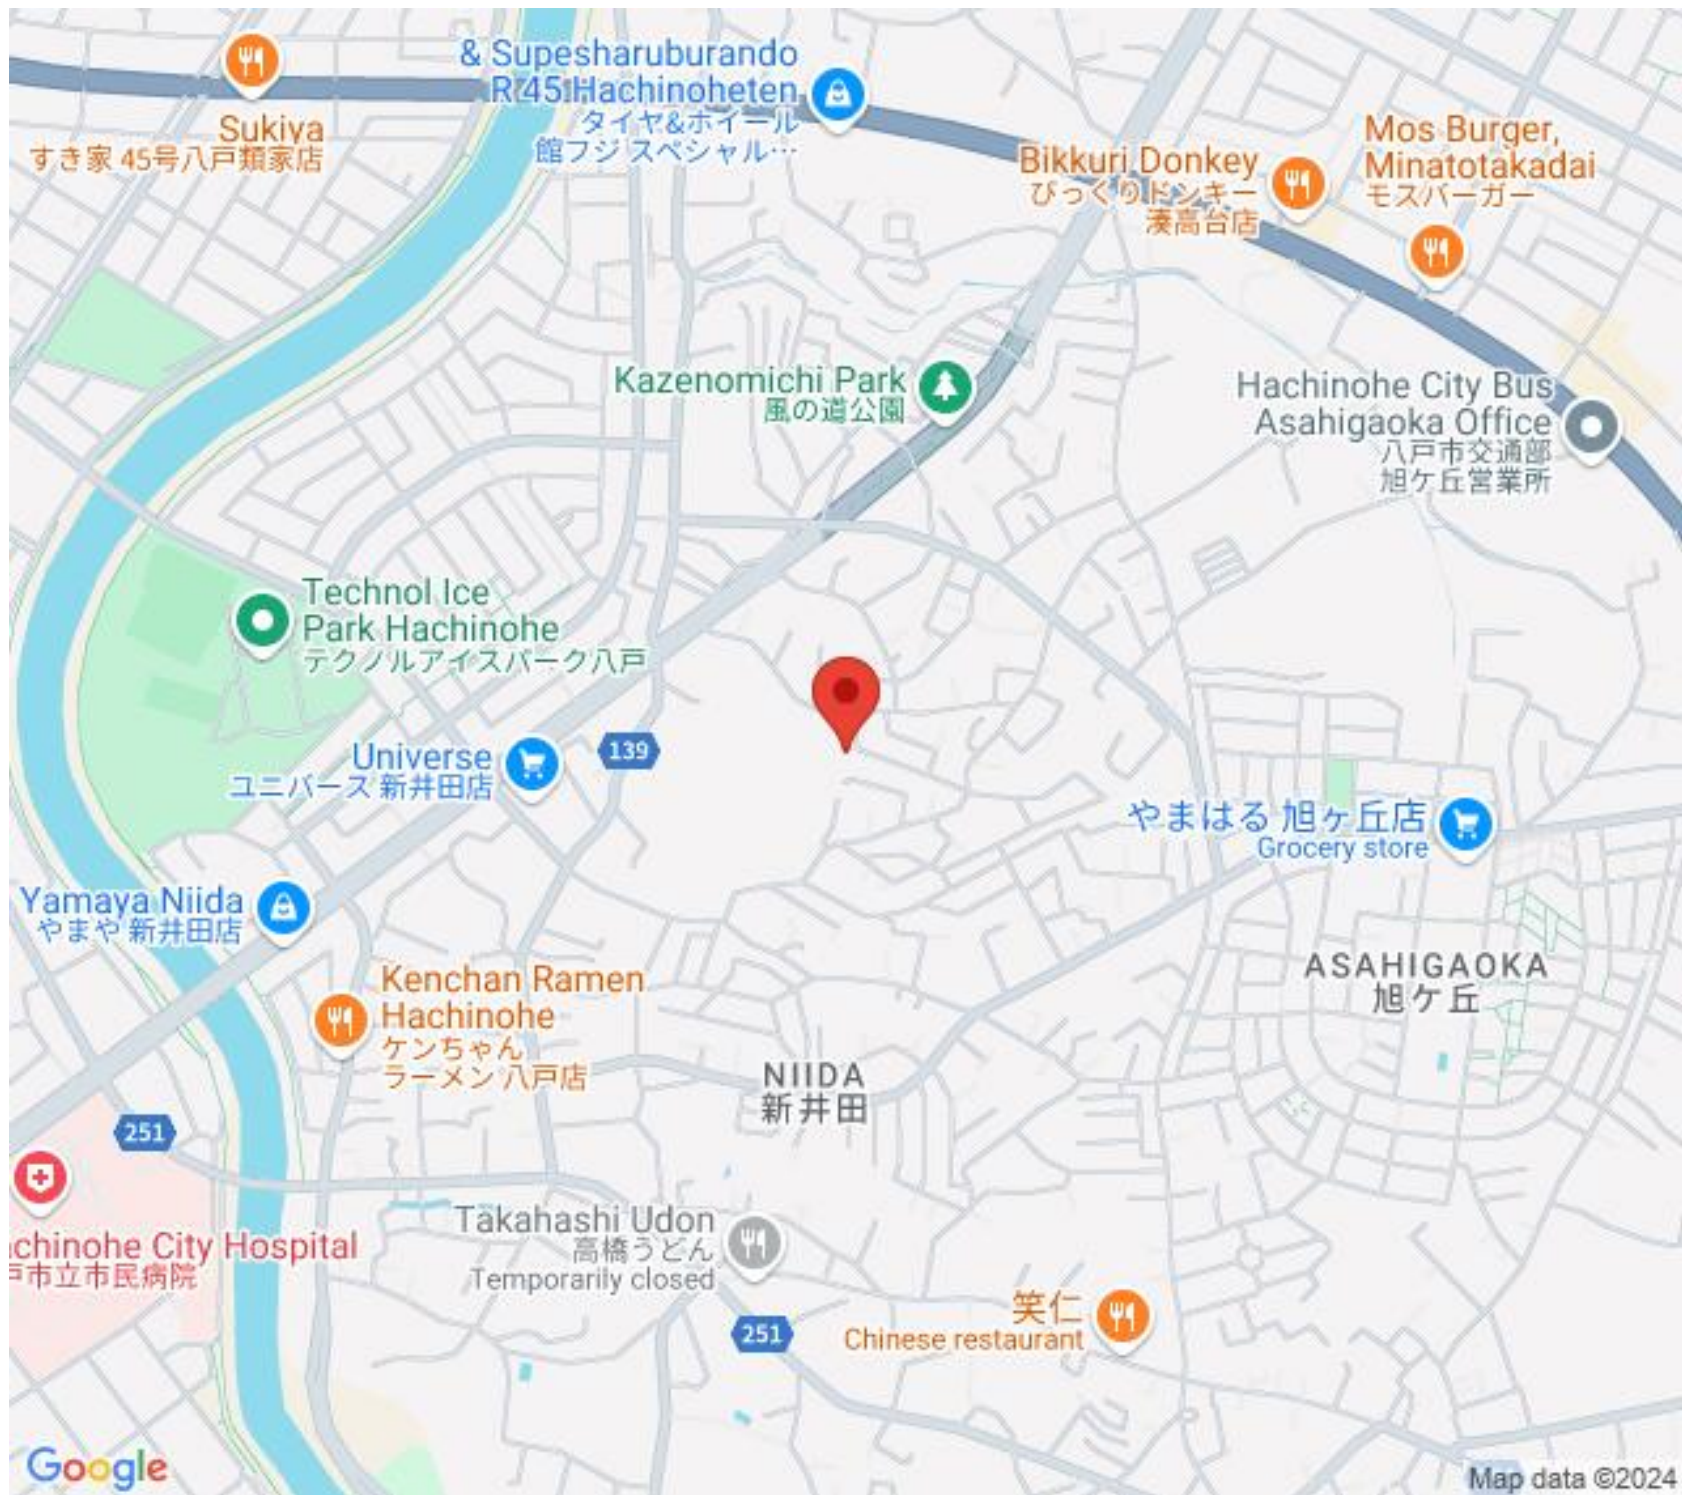 & Supesharuburando
R 45 Hachinoheten
タイヤ&ホイール
館フジ スペシャル…
Sukiya
すき家 45号八戸類家店
Mos Burger,
Minatotakadai
モスバーガー
Bikkuri Donkey
びっくりドンキー
湊高台店
Kazenomichi Park
風の道公園
Hachinohe City Bus
Asahigaoka Office
八戸市交通部
旭ケ丘営業所
Technol Ice
Park Hachinohe
テクノルアイスパーク八戸
Universe
ユニバース 新井田店
139
やまはる 旭ヶ丘店
Grocery store
Yamaya Niida
やまや 新井田店
ASAHIGAOKA
旭ケ丘
Kenchan Ramen
Hachinohe
ケンちゃん
ラーメン 八戸店
NIIDA
新井田
251
chinohe City Hospital
戸市立市民病院
Takahashi Udon
高橋うどん
Temporarily closed
251
笑仁
Chinese restaurant
Google
Map data ©2024